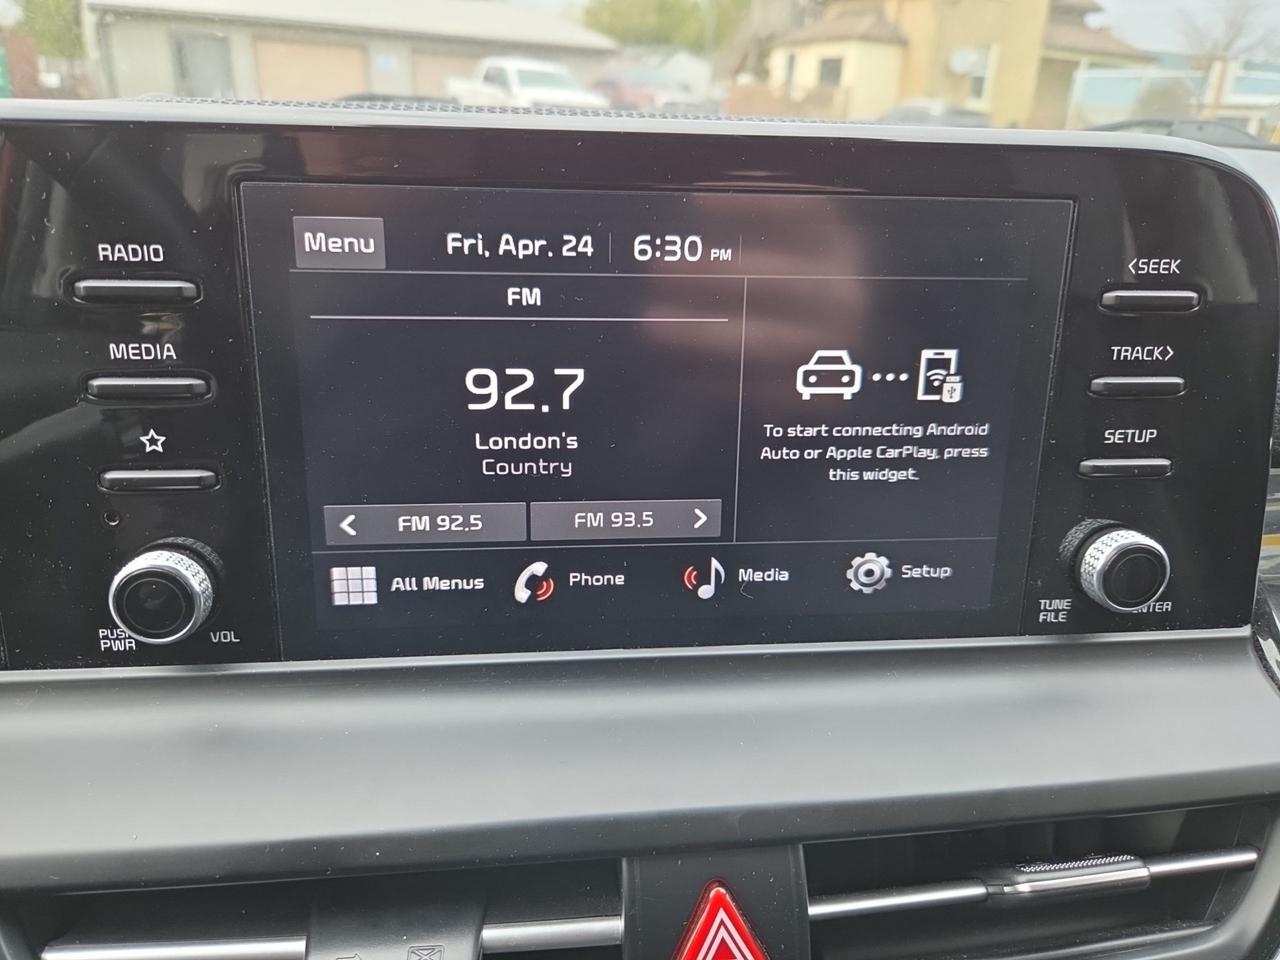 RADIO
MEDIA
PUSH
PWR
VOL
Menu
Fri, Apr. 24
6:30 PM
FM
92.7
London's
Country
FM 92.5
FM 93.5
To start connecting Android
Auto or Apple CarPlay, press
this widget.
All Menus
Phone
Media
Setup
<SEEK
TRACK>
SETUP
TUNE
FILE
ENTER